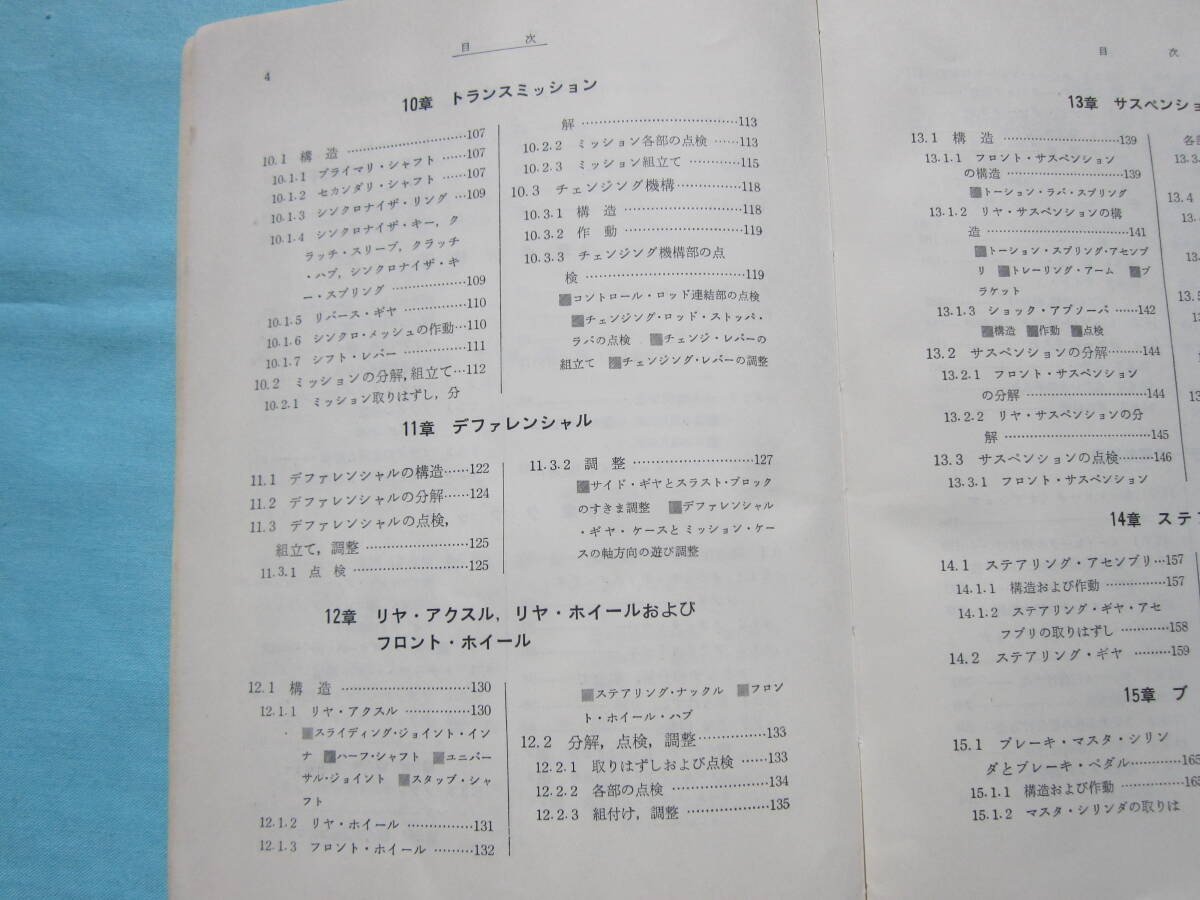 目 次
4
10章 トランスミッション
10.1 構 造 …………………107
10.1.1 プライマリ・シャフト ……107
10.1.2 セカンダリ・シャフト ……107
10.1.3 シンクロナイザ・リング …109
10.1.4 シンクロナイザ・キー，ク
ラッチ・スリーブ，クラッチ
・ハブ，シンクロナイザ・キ
ー・スプリング ……………109
10.1.5 リバース・ギヤ …………110
10.1.6 シンクロ・メッシュの作動…110
10.1.7 シフト・レバー ……………111
10.2 ミッションの分解，組立て…112
10.2.1 ミッション取りはずし，分
解 ……………………………113
10.2.2 ミッション各部の点検 ……113
10.2.3 ミッション組立て …………115
10.3 チェンジング機構……………118
10.3.1 構 造 ……………………118
10.3.2 作 動 ……………………119
10.3.3 チェンジング機構部の点
検 ……………………………119
コントロール・ロッド連結部の点検
チェンジング・ロッド・ストッパ・
ラバの点検 チェンジ・レバーの
組立て チェンジング・レバーの調整
11章 デファレンシャル
11.1 デファレンシャルの構造……122
11.2 デファレンシャルの分解……124
11.3 デファレンシャルの点検，
組立て，調整 …………………125
11.3.1 点 検 ……………………125
11.3.2 調 整 ……………………127
サイド・ギヤとスラスト・ブロック
のすきま調整 デファレンシャル
・ギヤ・ケースとミッション・ケー
スの軸方向の遊び調整
12章 リヤ・アクスル，リヤ・ホイールおよび
フロント・ホイール
12.1 構 造 ……………………130
12.1.1 リヤ・アクスル ……………130
スライディング・ジョイント・イン
ナ ハーフ・シャフト ユニバー
サル・ジョイント スタッブ・シャ
フト
12.1.2 リヤ・ホイール ……………131
12.1.3 フロント・ホイール ………132
ステアリング・ナックル フロン
ト・ホイール・ハブ
12.2 分解，点検，調整……………133
12.2.1 取りはずしおよび点検 ……133
12.2.2 各部の点検 ………………134
12.2.3 組付け，調整 ………………135
目 次
13章 サスペンショ
13.1 構 造 ……………………139
13.1.1 フロント・サスペンション
の構造 ………………………139
トーション・ラバ・スプリング
13.1.2 リヤ・サスペンションの構
造 ……………………………141
トーション・スプリング・アセンブ
リ トレーリング・アーム ブ
ラケット
13.1.3 ショック・アブソーバ ……142
構造 作動 点検
13.2 サスペンションの分解………144
13.2.1 フロント・サスペンション
の分解 ………………………144
13.2.2 リヤ・サスペンションの分
解 ……………………………145
13.3 サスペンションの点検………146
13.3.1 フロント・サスペンション
各部
13.3.
13.4
13.
13.
13.5
13
13
14章 ステア
14.1 ステアリング・アセンブリ…157
14.1.1 構造および作動 ……………157
14.1.2 ステアリング・ギヤ・アセ
フブリの取りはずし …………158
14.2 ステアリング・ギヤ ………159
15章 ブ
15.1 ブレーキ・マスタ・シリン
ダとブレーキ・ペダル…………165
15.1.1 構造および作動 ……………165
15.1.2 マスタ・シリンダの取りは